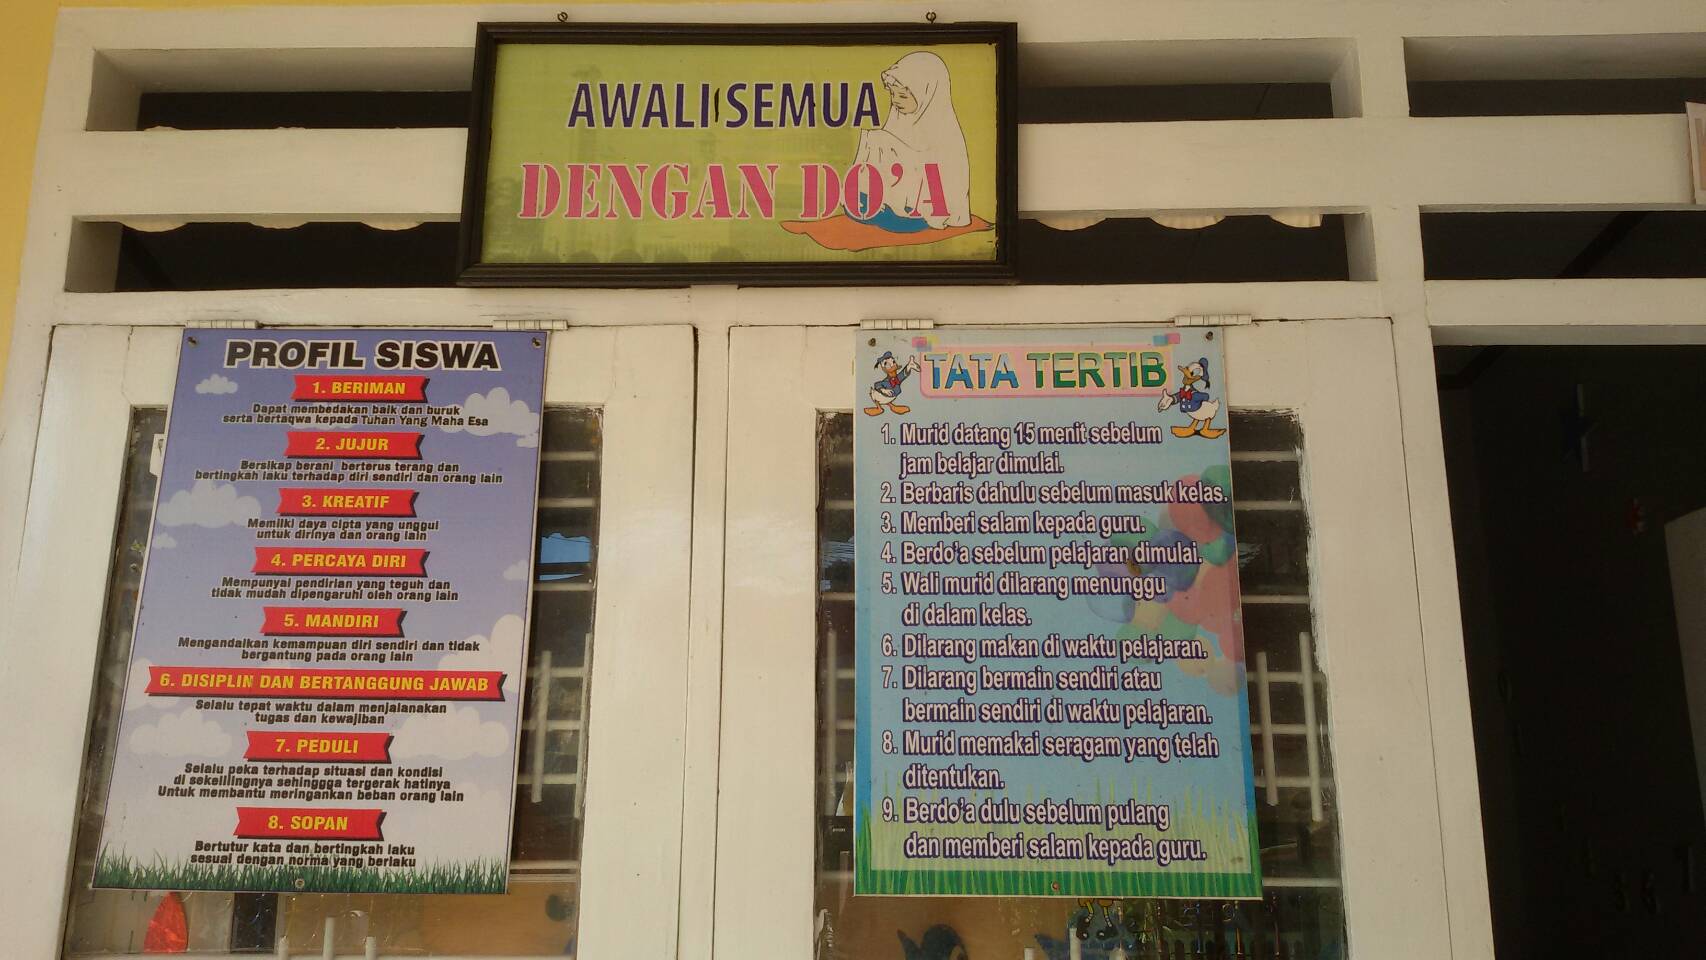 AWALI SEMUA
DENGAN DO'A
PROFIL SISWA
1. BERIMAN
Dapat membedakan baik dan buruk
serta bertaqwa kepada Tuhan Yang Maha Esa
2. JUJUR
Bersikap berani berterus terang dan
bertingkah laku terhadap diri sendiri dan orang lain
3. KREATIF
Memilki daya cipta yang unggul
untuk dirinya dan orang lain
4. PERCAYA DIRI
Mempunyai pendirian yang teguh dan
tidak mudah dipengaruhi oleh orang lain
5. MANDIRI
Mengandalkan kemampuan diri sendiri dan tidak
bergantung pada orang lain
6. DISIPLIN DAN BERTANGGUNG JAWAB
Selalu tepat waktu dalam menjalanakan
tugas dan kewajiban
7. PEDULI
Selalu peka terhadap situasi dan kondisi
di sekelilingnya sehinggga tergerak hatinya
Untuk membantu meringankan beban orang lain
8. SOPAN
Bertutur kata dan bertingkah laku
sesuai dengan norma yang berlaku
TATA TERTIB
1. Murid datang 15 menit sebelum
jam belajar dimulai.
2. Berbaris dahulu sebelum masuk kelas.
3. Memberi salam kepada guru.
4. Berdo'a sebelum pelajaran dimulai.
5. Wali murid dilarang menunggu
di dalam kelas.
6. Dilarang makan di waktu pelajaran.
7. Dilarang bermain sendiri atau
bermain sendiri di waktu pelajaran.
8. Murid memakai seragam yang telah
ditentukan.
9. Berdo'a dulu sebelum pulang
dan memberi salam kepada guru.